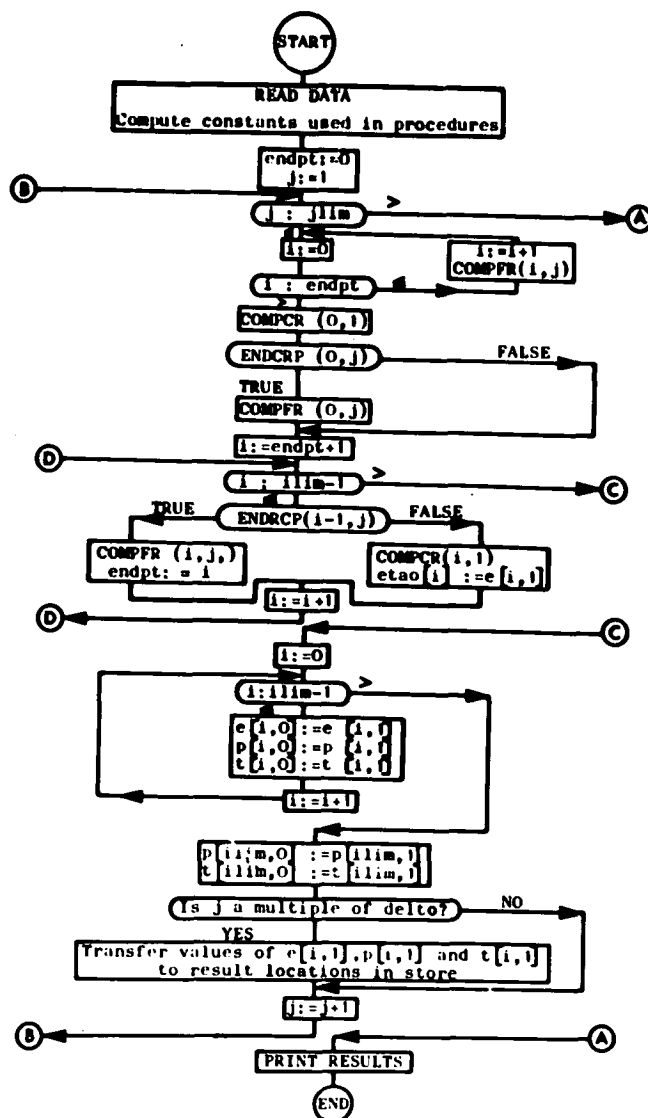 START
READ DATA
Compute constants used in procedures
endpt:=0
j:=1
B
j : jlim
>
A
i:=0
i:=i+1
COMPFR(i,j)
i : endpt
>
COMPCR (0,1)
ENDCRP (0,j)
FALSE
TRUE
COMPFR (0,j)
i:=endpt+1
D
i : ilim-1
>
C
TRUE
ENDRCP(i-1,j)
FALSE
COMPFR (i,j,)
endpt: = i
COMPCR(i,1)
etao[i] :=e[i,1]
i:=i+1
D
C
i:=0
i:ilim-1
>
e[i,0]:=e [i,1]
p[i,0]:=p [i,1]
t[i,0]:=t [i,1]
i:=i+1
p[ilim,0] :=p[ilim,1]
t[ilim,0] :=t[ilim,1]
Is j a multiple of delto?
NO
YES
Transfer values of e[i,1],p[i,1] and t[i,1]
to result locations in store
j:=j+1
B
A
PRINT RESULTS
END